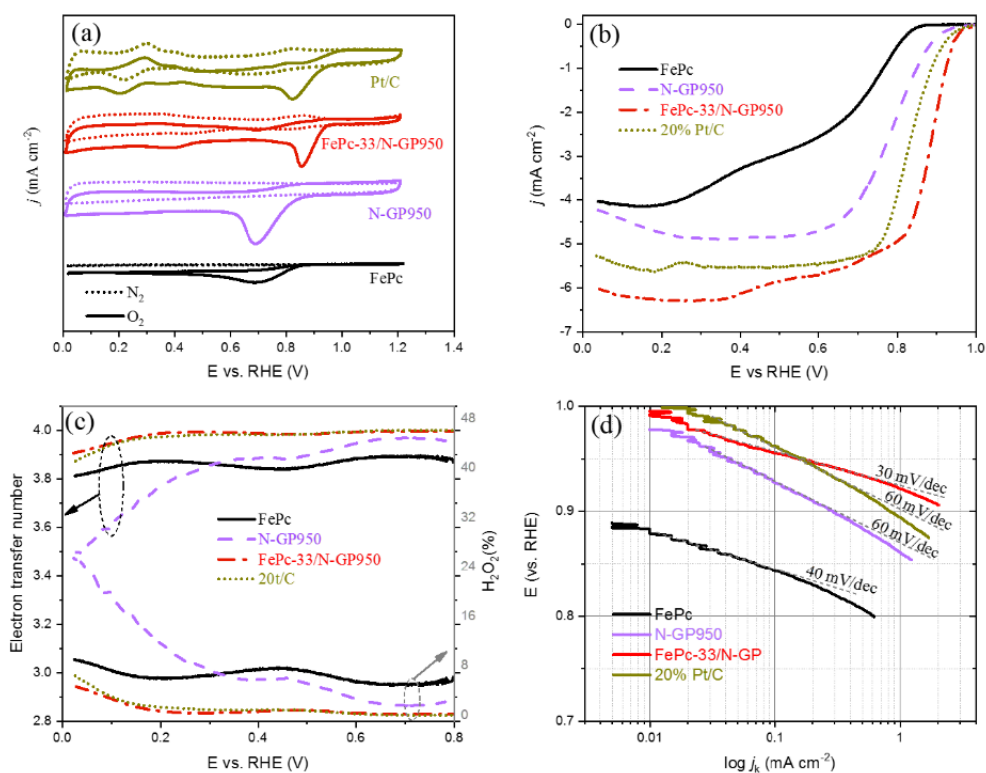 (a)
Pt/C
FePc-33/N-GP950
N-GP950
FePc
N₂
O₂
j (mA cm⁻²)
0.0 0.2 0.4 0.6 0.8 1.0 1.2 1.4
E vs. RHE (V)
(b)
FePc
N-GP950
FePc-33/N-GP950
20% Pt/C
j (mA cm⁻²)
0
-1
-2
-3
-4
-5
-6
-7
0.0 0.2 0.4 0.6 0.8 1.0
E vs RHE (V)
(c)
FePc
N-GP950
FePc-33/N-GP950
20t/C
Electron transfer number
4.0
3.8
3.6
3.4
3.2
3.0
2.8
H₂O₂(%)
48
40
32
24
16
8
0
0.0 0.2 0.4 0.6 0.8
E vs. RHE (V)
(d)
30 mV/dec
60 mV/dec
60 mV/dec
40 mV/dec
FePc
N-GP950
FePc-33/N-GP
20% Pt/C
E (vs. RHE)
1.0
0.9
0.8
0.7
0.01 0.1 1
log jₖ (mA cm⁻²)